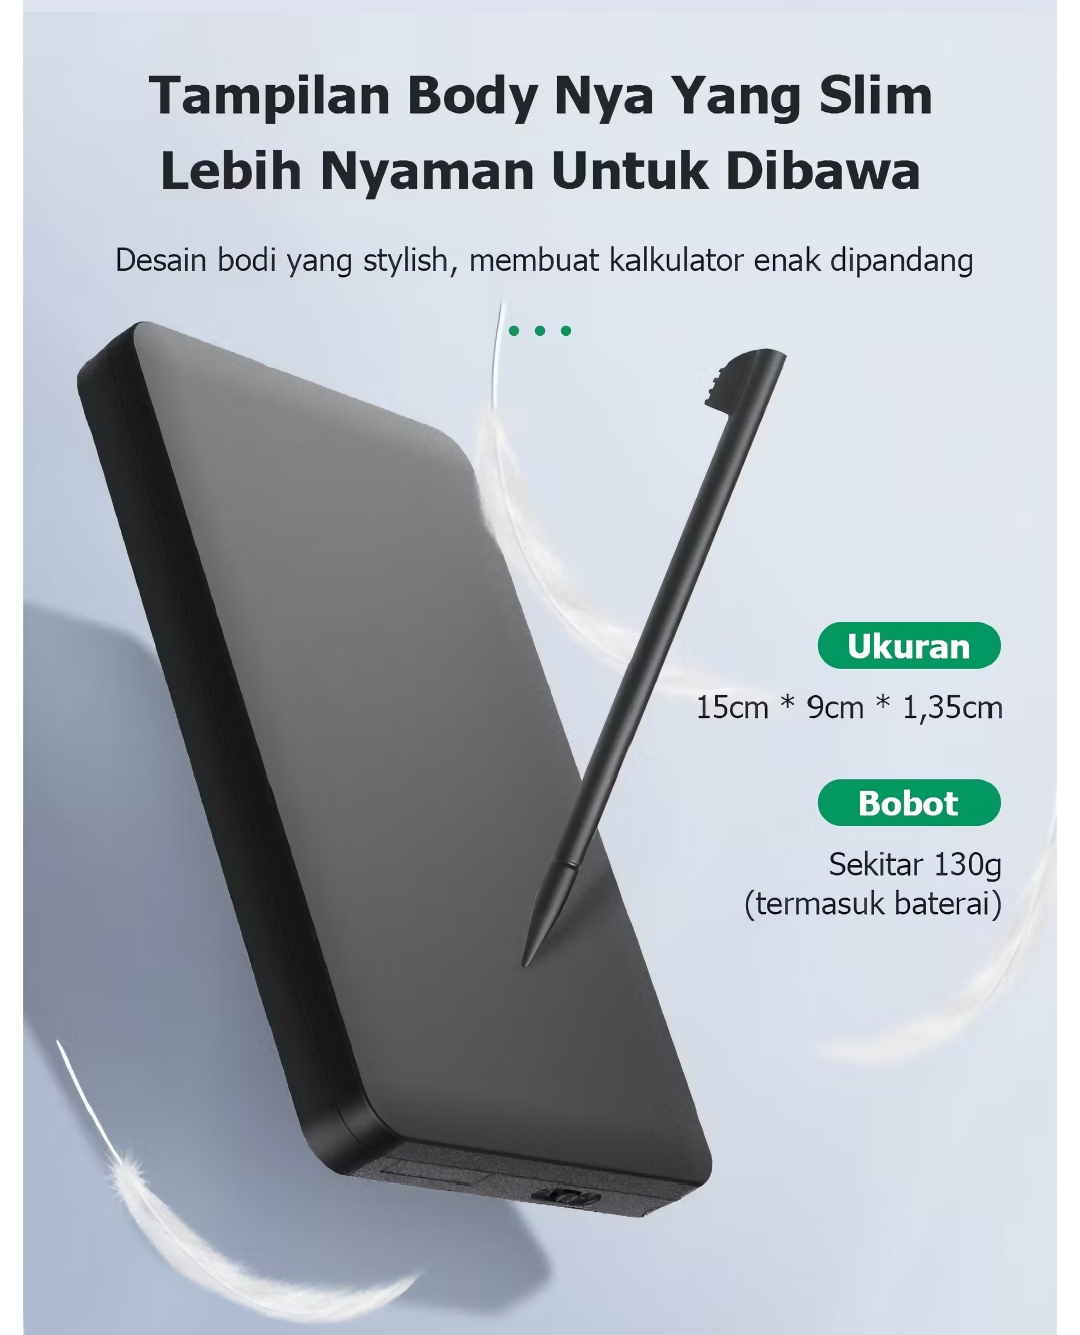 Tampilan Body Nya Yang Slim
Lebih Nyaman Untuk Dibawa
Desain bodi yang stylish, membuat kalkulator enak dipandang
Ukuran
15cm * 9cm * 1,35cm
Bobot
Sekitar 130g
(termasuk baterai)